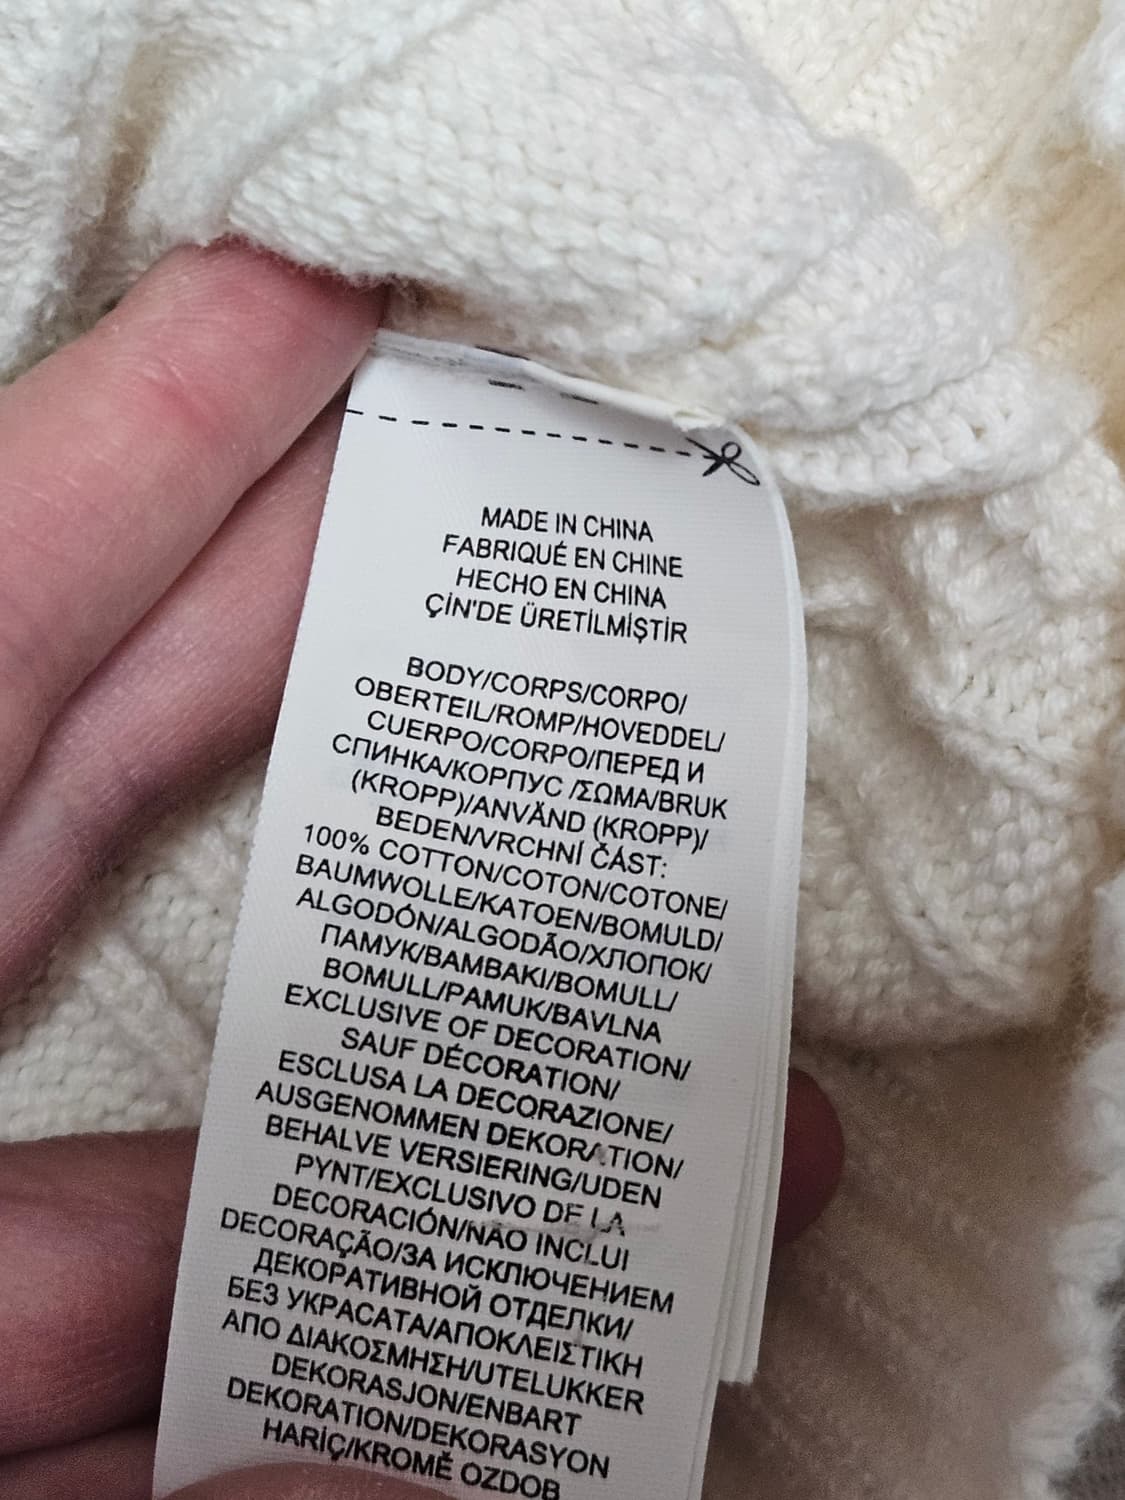 MADE IN CHINA
FABRIQUÉ EN CHINE
HECHO EN CHINA
ÇİN'DE ÜRETİLMİŞTİR
BODY/CORPS/CORPO/
OBERTEIL/ROMP/HOVEDDEL/
CUERPO/CORPO/ПЕРЕД И
СПИНКА/КОРПУС /ΣΩΜΑ/BRUK
(KROPP)/ANVÄND (KROPP)/
BEDEN/VRCHNÍ ČÁST:
100% COTTON/COTON/COTONE/
BAUMWOLLE/KATOEN/BOMULD/
ALGODÓN/ALGODÃO/ХЛОПОК/
ПАМУК/BAMBAKI/BOMULL/
BOMULL/PAMUK/BAVLNA
EXCLUSIVE OF DECORATION/
SAUF DÉCORATION/
ESCLUSA LA DECORAZIONE/
AUSGENOMMEN DEKORATION/
BEHALVE VERSIERING/UDEN
PYNT/EXCLUSIVO DE LA
DECORACIÓN/NÃO INCLUI
DECORAÇÃO/ЗА ИСКЛЮЧЕНИЕМ
ДЕКОРАТИВНОЙ ОТДЕЛКИ/
БЕЗ УКРАСАТА/ΑΠΟΚΛΕΙΣΤΙΚΗ
ΑΠΟ ΔΙΑΚΟΣΜΗΣΗ/UTELUKKER
DEKORASJON/ENBART
DEKORATION/DEKORASYON
HARİÇ/KROMĚ OZDOB